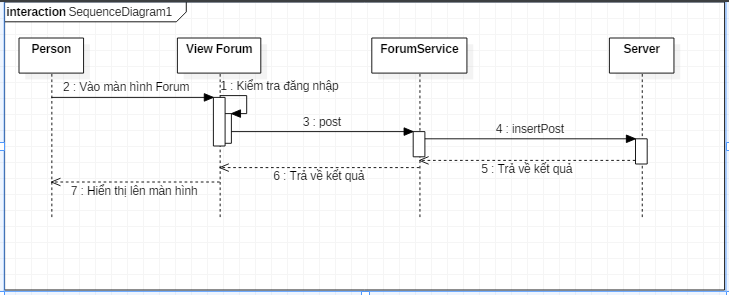 interaction SequenceDiagram1
Person
View Forum
ForumService
Server
2 : Vào màn hình Forum
1 : Kiểm tra đăng nhập
3 : post
4 : insertPost
5 : Trả về kết quả
6 : Trả về kết quả
7 : Hiển thị lên màn hình